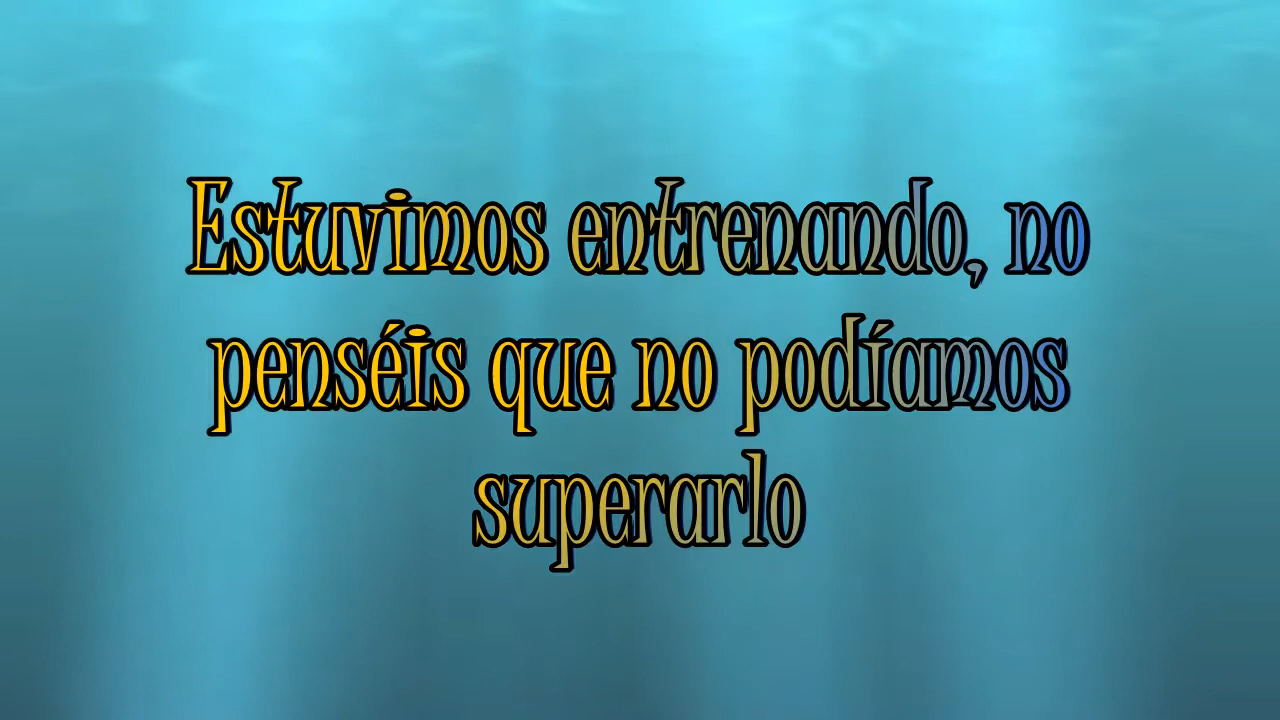 Estuvimos entrenando, no
penséis que no podíamos
superarlo